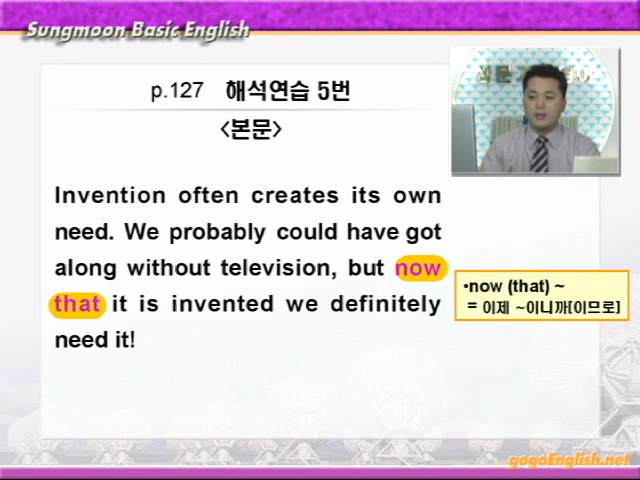 Sungmoon Basic English
p.127 해석연습 5번
<본문>
Invention often creates its own
need. We probably could have got
along without television, but now
that it is invented we definitely
need it!
•now (that) ~
= 이제 ~이니까[이므로]
gogoEnglish.net